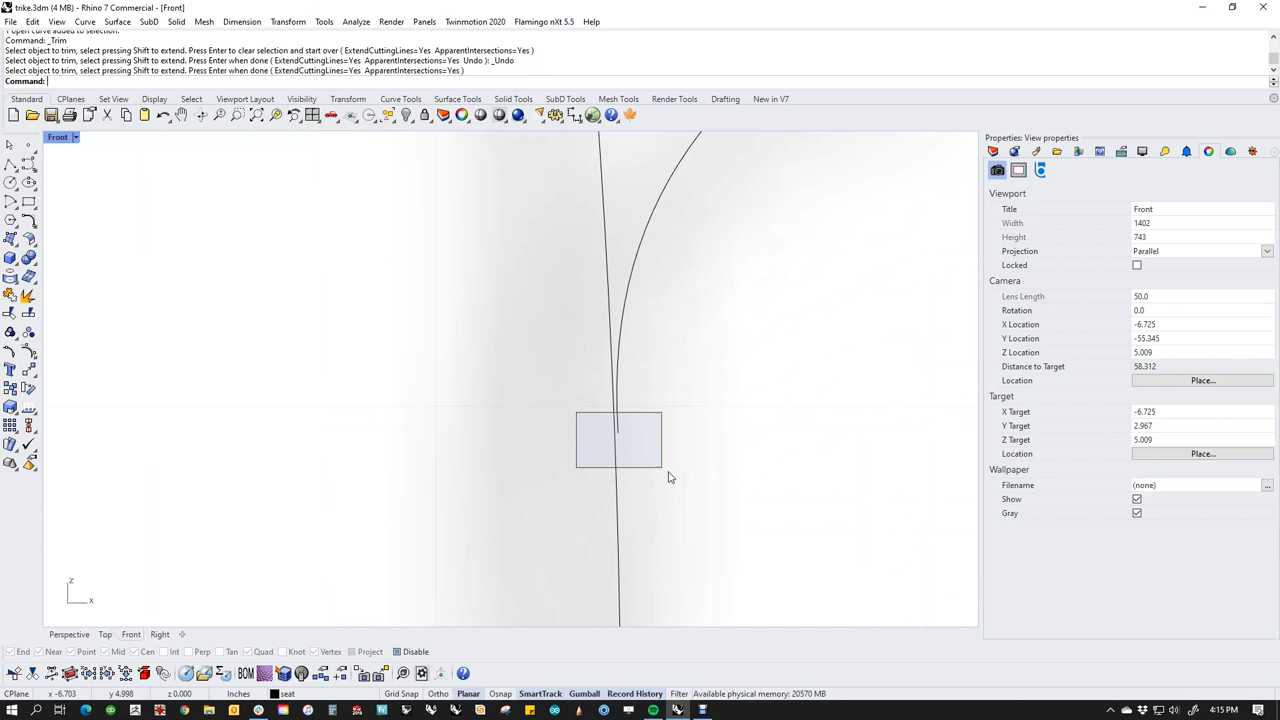 trike.3dm (4 MB) - Rhino 7 Commercial - [Front]
File Edit View Curve Surface SubD Solid Mesh Dimension Transform Tools Analyze Render Panels Twinmotion 2020 Flamingo nXt 5.5 Window Help
1 open curve added to selection.
Command: _Trim
Select object to trim, select pressing Shift to extend. Press Enter to clear selection and start over ( ExtendCuttingLines=Yes ApparentIntersections=Yes )
Select object to trim, select pressing Shift to extend. Press Enter when done ( ExtendCuttingLines=Yes ApparentIntersections=Yes Undo ): _Undo
Select object to trim, select pressing Shift to extend. Press Enter when done ( ExtendCuttingLines=Yes ApparentIntersections=Yes )
Command:
Standard CPlanes Set View Display Select Viewport Layout Visibility Transform Curve Tools Surface Tools Solid Tools SubD Tools Mesh Tools Render Tools Drafting New in V7
Front
Properties: View properties
Viewport
Title Front
Width 1402
Height 743
Projection Parallel
Locked
Camera
Lens Length 50.0
Rotation 0.0
X Location -6.725
Y Location -55.345
Z Location 5.009
Distance to Target 58.312
Location Place...
Target
X Target -6.725
Y Target 2.967
Z Target 5.009
Location Place...
Wallpaper
Filename (none) ...
Show
Gray
z
x
Perspective Top Front Right
End Near Point Mid Cen Int Perp Tan Quad Knot Vertex Project Disable
BOM
CPlane x -6.703 y 4.998 z 0.000 Inches seat Grid Snap Ortho Planar Osnap SmartTrack Gumball Record History Filter Available physical memory: 20570 MB
4:15 PM